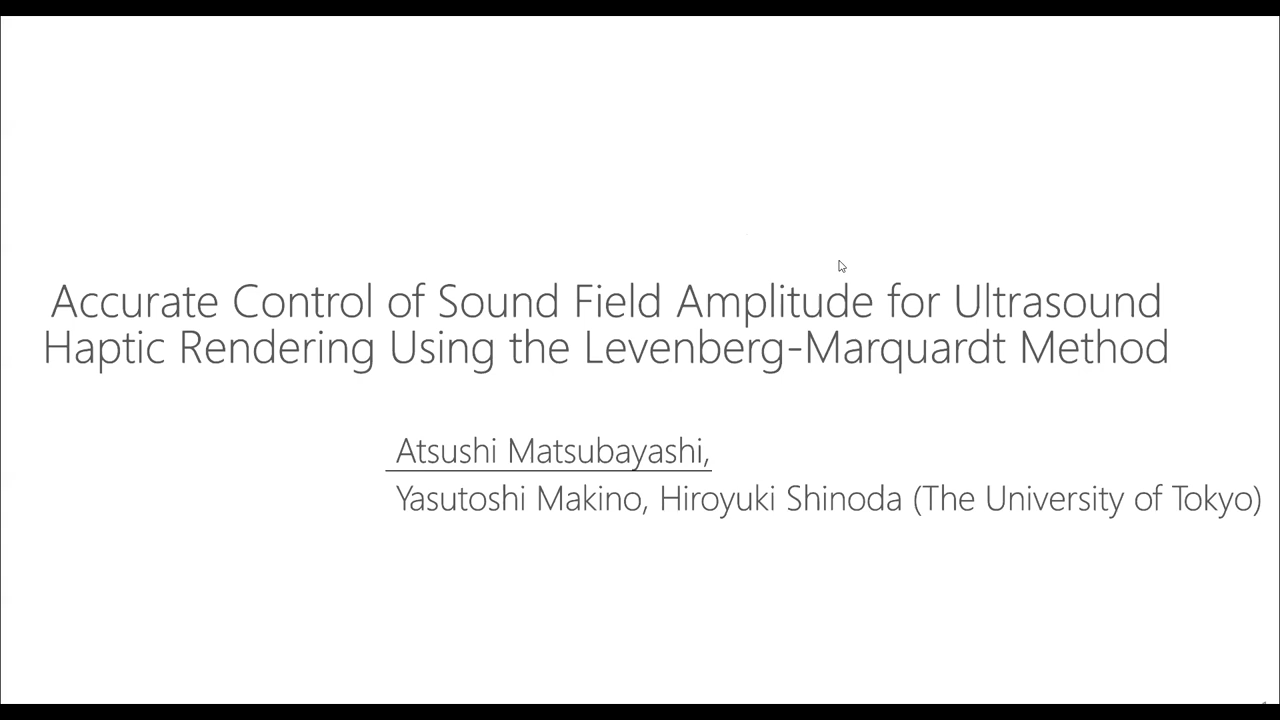 Accurate Control of Sound Field Amplitude for Ultrasound
Haptic Rendering Using the Levenberg-Marquardt Method
Atsushi Matsubayashi,
Yasutoshi Makino, Hiroyuki Shinoda (The University of Tokyo)